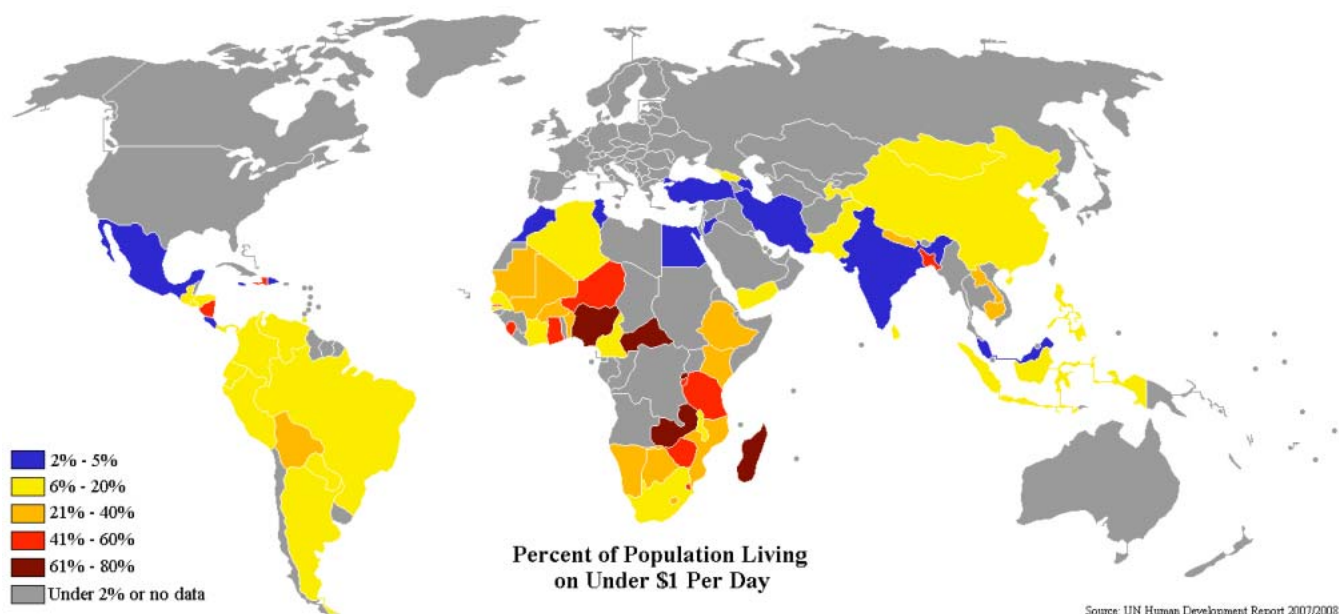 2% - 5%
6% - 20%
21% - 40%
41% - 60%
61% - 80%
Under 2% or no data
Percent of Population Living
on Under $1 Per Day
Source: UN Human Development Report 2007/2008